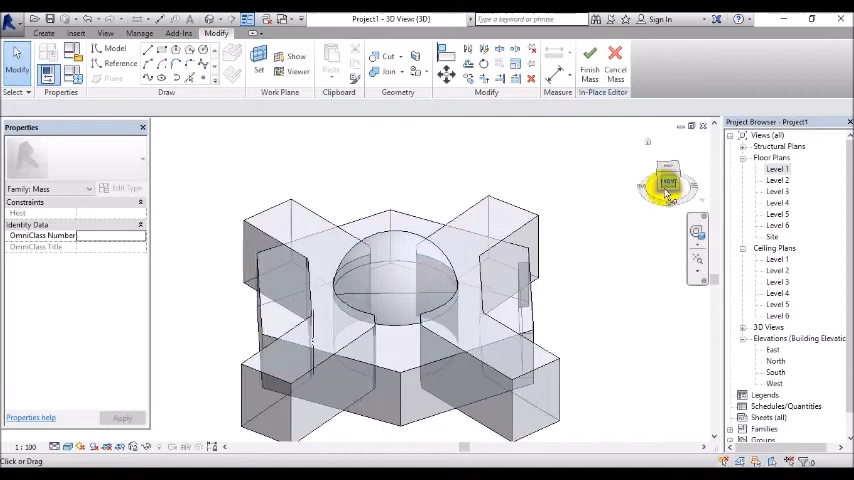 Project1 - 3D View: {3D}
Type a keyword or phrase
Sign In
Create
Insert
View
Manage
Add-Ins
Modify
Modify
Model
Reference
Plane
Set
Show
Viewer
Paste
Cut
Join
Finish Mass
Cancel Mass
Select
Properties
Draw
Work Plane
Clipboard
Geometry
Modify
Measure
In-Place Editor
Properties
Family: Mass
Edit Type
Constraints
Host
Identity Data
OmniClass Number
OmniClass Title
Properties help
Apply
Project Browser - Project1
Views (all)
Structural Plans
Floor Plans
Level 1
Level 2
Level 3
Level 4
Level 5
Level 6
Site
Ceiling Plans
Level 1
Level 2
Level 3
Level 4
Level 5
Level 6
3D Views
Elevations (Building Elevatio
East
North
South
West
Legends
Schedules/Quantities
Sheets (all)
Families
Groups
1 : 100
Click or Drag
:0